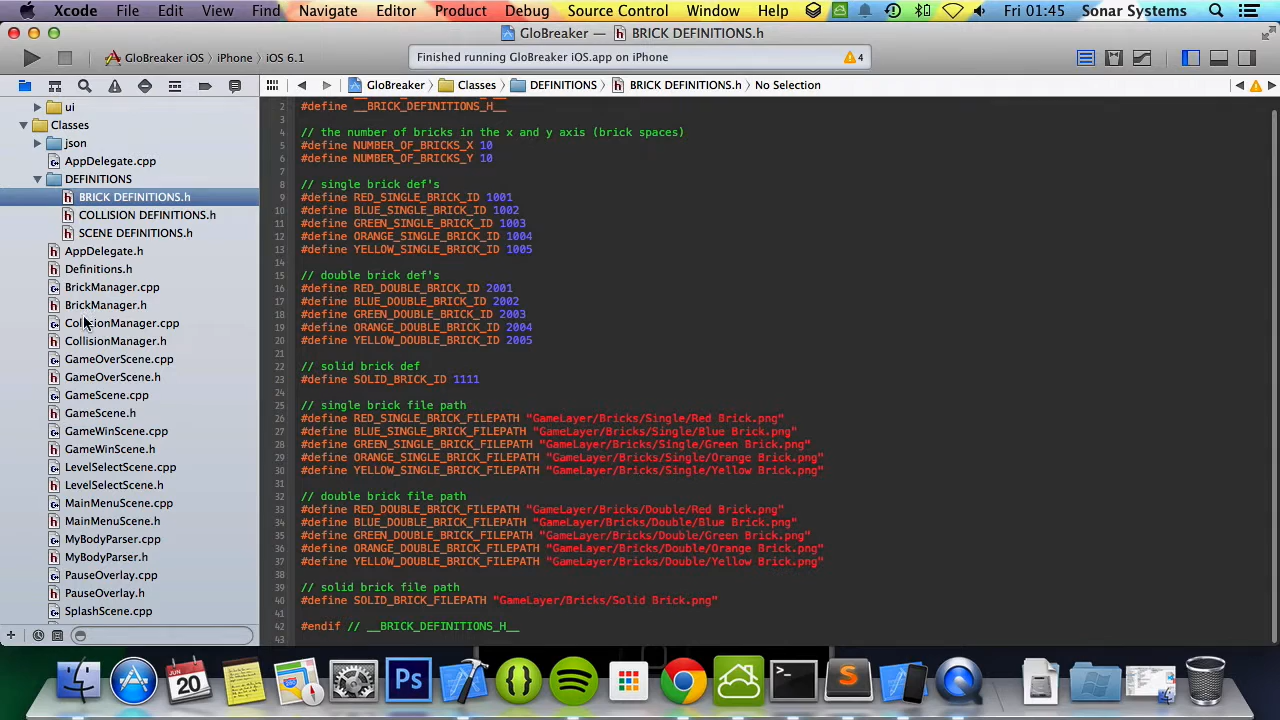 Xcode File Edit View Find Navigate Editor Product Debug Source Control Window Help Fri 01:45 Sonar Systems
GloBreaker — BRICK DEFINITIONS.h
GloBreaker iOS iPhone iOS 6.1 Finished running GloBreaker iOS.app on iPhone 4
GloBreaker Classes DEFINITIONS BRICK DEFINITIONS.h No Selection
ui
Classes
json
AppDelegate.cpp
DEFINITIONS
BRICK DEFINITIONS.h
COLLISION DEFINITIONS.h
SCENE DEFINITIONS.h
AppDelegate.h
Definitions.h
BrickManager.cpp
BrickManager.h
CollisionManager.cpp
CollisionManager.h
GameOverScene.cpp
GameOverScene.h
GameScene.cpp
GameScene.h
GameWinScene.cpp
GameWinScene.h
LevelSelectScene.cpp
LevelSelectScene.h
MainMenuScene.cpp
MainMenuScene.h
MyBodyParser.cpp
MyBodyParser.h
PauseOverlay.cpp
PauseOverlay.h
SplashScene.cpp
2 #define __BRICK_DEFINITIONS_H__
3
4 // the number of bricks in the x and y axis (brick spaces)
5 #define NUMBER_OF_BRICKS_X 10
6 #define NUMBER_OF_BRICKS_Y 10
7
8 // single brick def's
9 #define RED_SINGLE_BRICK_ID 1001
10 #define BLUE_SINGLE_BRICK_ID 1002
11 #define GREEN_SINGLE_BRICK_ID 1003
12 #define ORANGE_SINGLE_BRICK_ID 1004
13 #define YELLOW_SINGLE_BRICK_ID 1005
14
15 // double brick def's
16 #define RED_DOUBLE_BRICK_ID 2001
17 #define BLUE_DOUBLE_BRICK_ID 2002
18 #define GREEN_DOUBLE_BRICK_ID 2003
19 #define ORANGE_DOUBLE_BRICK_ID 2004
20 #define YELLOW_DOUBLE_BRICK_ID 2005
21
22 // solid brick def
23 #define SOLID_BRICK_ID 1111
24
25 // single brick file path
26 #define RED_SINGLE_BRICK_FILEPATH "GameLayer/Bricks/Single/Red Brick.png"
27 #define BLUE_SINGLE_BRICK_FILEPATH "GameLayer/Bricks/Single/Blue Brick.png"
28 #define GREEN_SINGLE_BRICK_FILEPATH "GameLayer/Bricks/Single/Green Brick.png"
29 #define ORANGE_SINGLE_BRICK_FILEPATH "GameLayer/Bricks/Single/Orange Brick.png"
30 #define YELLOW_SINGLE_BRICK_FILEPATH "GameLayer/Bricks/Single/Yellow Brick.png"
31
32 // double brick file path
33 #define RED_DOUBLE_BRICK_FILEPATH "GameLayer/Bricks/Double/Red Brick.png"
34 #define BLUE_DOUBLE_BRICK_FILEPATH "GameLayer/Bricks/Double/Blue Brick.png"
35 #define GREEN_DOUBLE_BRICK_FILEPATH "GameLayer/Bricks/Double/Green Brick.png"
36 #define ORANGE_DOUBLE_BRICK_FILEPATH "GameLayer/Bricks/Double/Orange Brick.png"
37 #define YELLOW_DOUBLE_BRICK_FILEPATH "GameLayer/Bricks/Double/Yellow Brick.png"
38
39 // solid brick file path
40 #define SOLID_BRICK_FILEPATH "GameLayer/Bricks/Solid Brick.png"
41
42 #endif // __BRICK_DEFINITIONS_H__
43
JUN
20
Ps
S